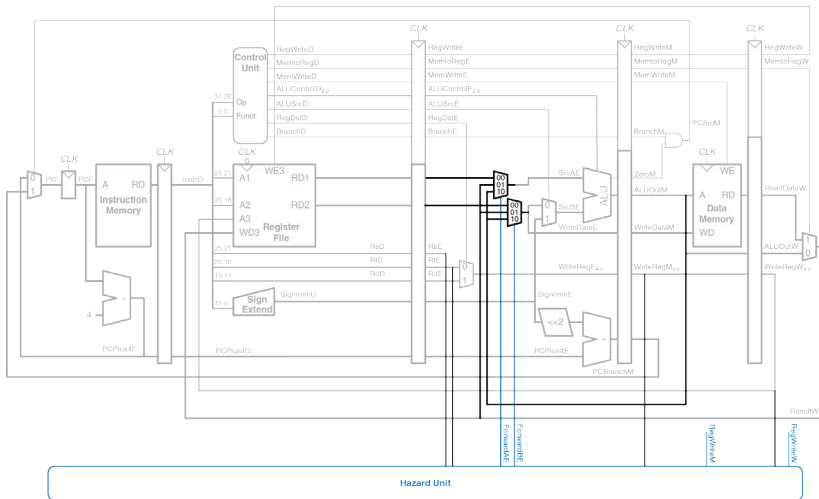 CLK
CLK
CLK
RegWriteD
RegWriteE
RegWriteM
RegWriteW
Control
Unit
MemtoRegD
MemtoRegE
MemtoRegM
MemtoRegW
MemWriteD
MemWriteE
MemWriteM
ALUControlD2:0
ALUControlE2:0
31:26
Op
ALUSrcD
ALUSrcE
5:0
Funct
RegDstD
RegDstE
PCSrcM
BranchD
BranchE
BranchM
CLK
CLK
CLK
CLK
WE3
WE
0
1
PC
PCF
A
RD
Instruction
Memory
InstrD
25:21
A1
RD1
00
01
10
SrcAE
ALU
ZeroM
20:16
A2
RD2
00
01
10
0
1
SrcBE
ALUOutM
A
RD
ReadDataW
A3
Register
File
WD3
WriteDataE
WriteDataM
Data
Memory
WD
1
0
25:21
RsD
RsE
ALUOutW
20:16
RtD
RtE
0
1
15:11
RdD
RdE
WriteRegE4:0
WriteRegM4:0
WriteRegW4:0
+
4
15:0
Sign
Extend
SignImmD
SignImmE
<<2
+
PCPlus4F
PCPlus4D
PCPlus4E
PCBranchM
ResultW
ForwardAE
ForwardBE
RegWriteM
RegWriteW
Hazard Unit